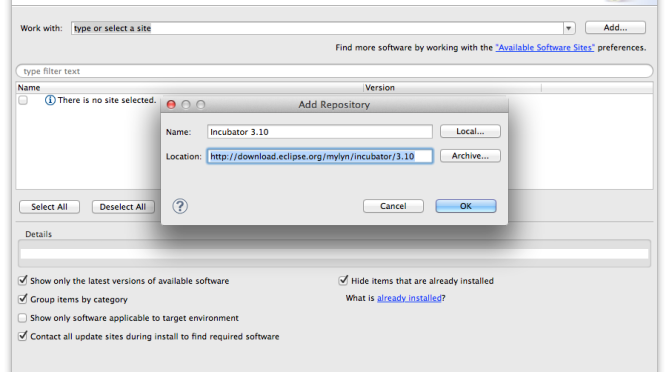 Work with: type or select a site Add...
Find more software by working with the "Available Software Sites" preferences.
type filter text
Name Version
There is no site selected.
Add Repository
Name: Incubator 3.10 Local...
Location: http://download.eclipse.org/mylyn/incubator/3.10 Archive...
? Cancel OK
Select All Deselect All
Details
Show only the latest versions of available software Hide items that are already installed
Group items by category What is already installed?
Show only software applicable to target environment
Contact all update sites during install to find required software